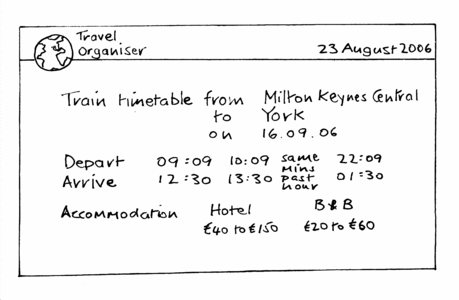 Travel
Organiser
23 August 2006
Train timetable from Milton Keynes Central
to York
on 16.09.06
Depart 09:09 10:09 same mins past hour 22:09
Arrive 12:30 13:30 01:30
Accommodation Hotel B&B
€40 to €150 €20 to €60